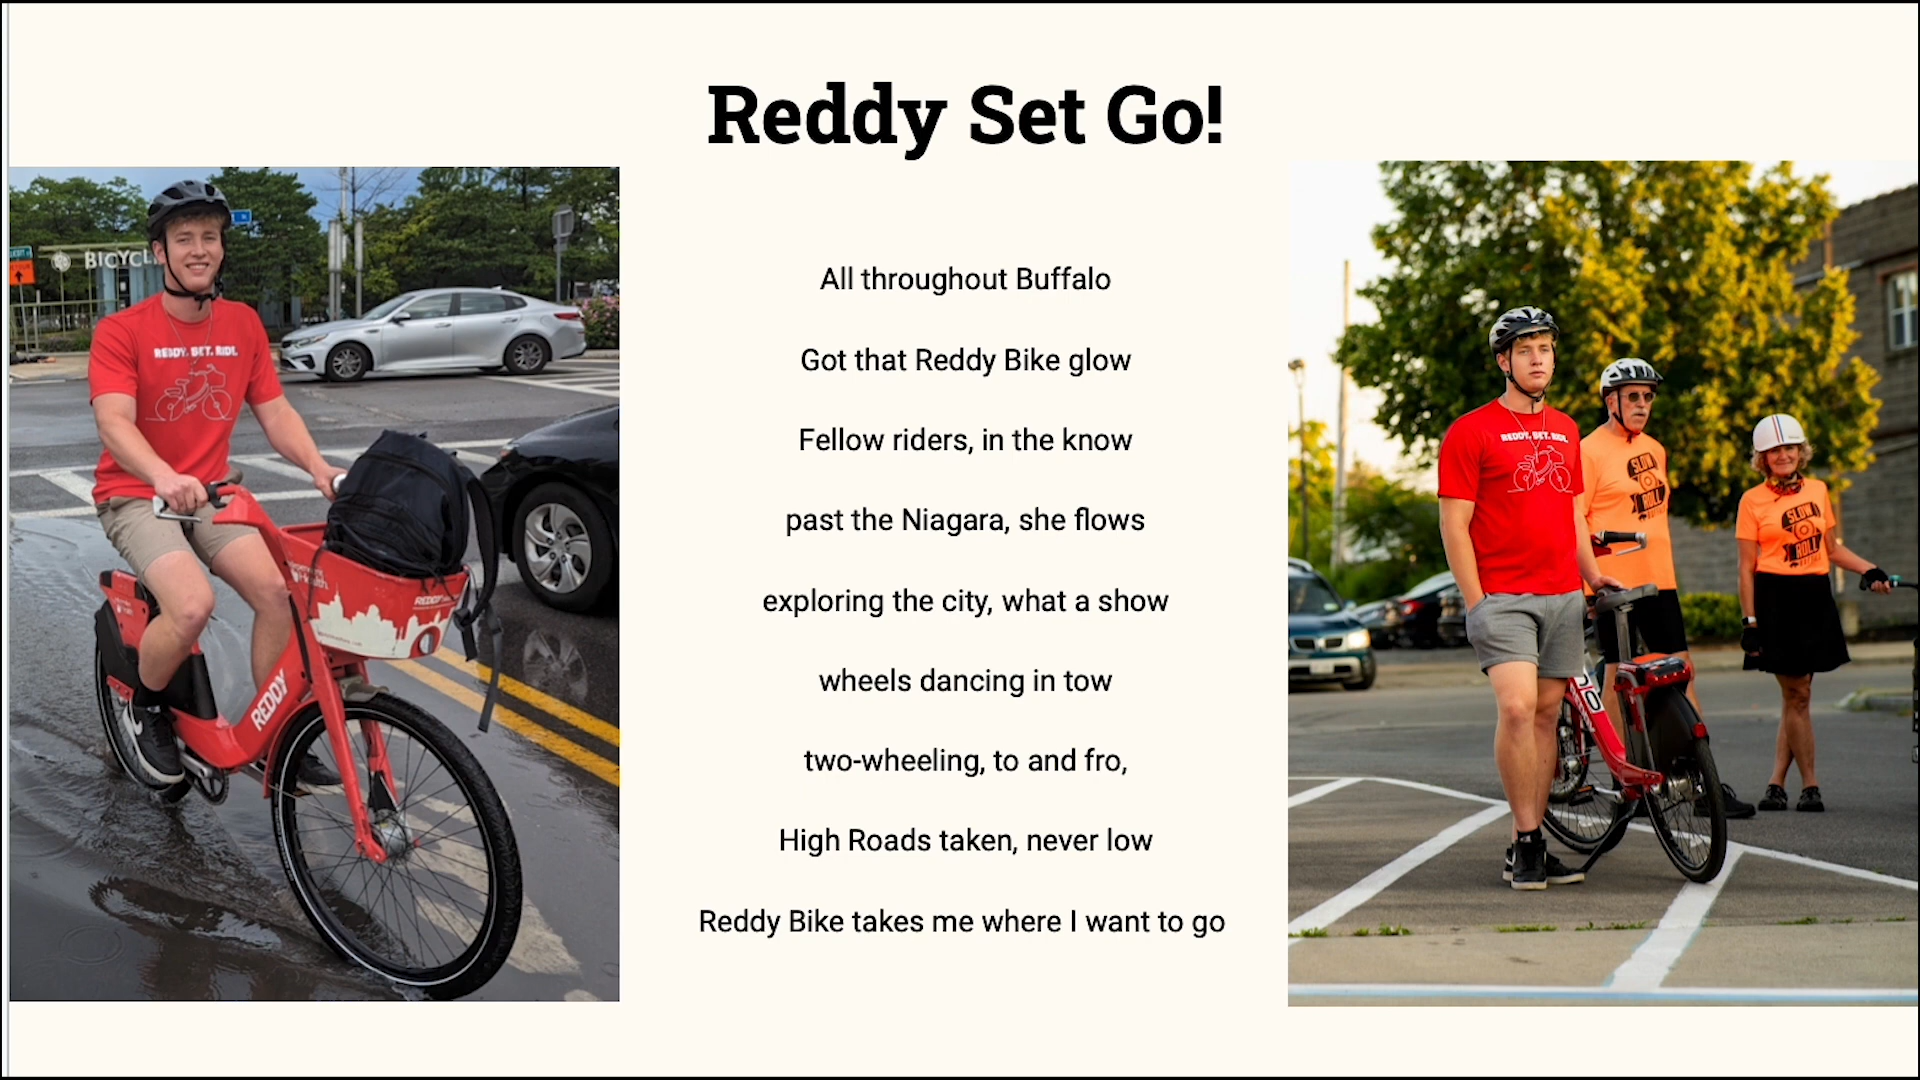 Reddy Set Go!
All throughout Buffalo
Got that Reddy Bike glow
Fellow riders, in the know
past the Niagara, she flows
exploring the city, what a show
wheels dancing in tow
two-wheeling, to and fro,
High Roads taken, never low
Reddy Bike takes me where I want to go
BICYCL
REDDY. SET. RIDE.
REDDY
REDDY
REDDY. SET. RIDE.
SLOW
ROLL
SLOW
ROLL
BUFFALO